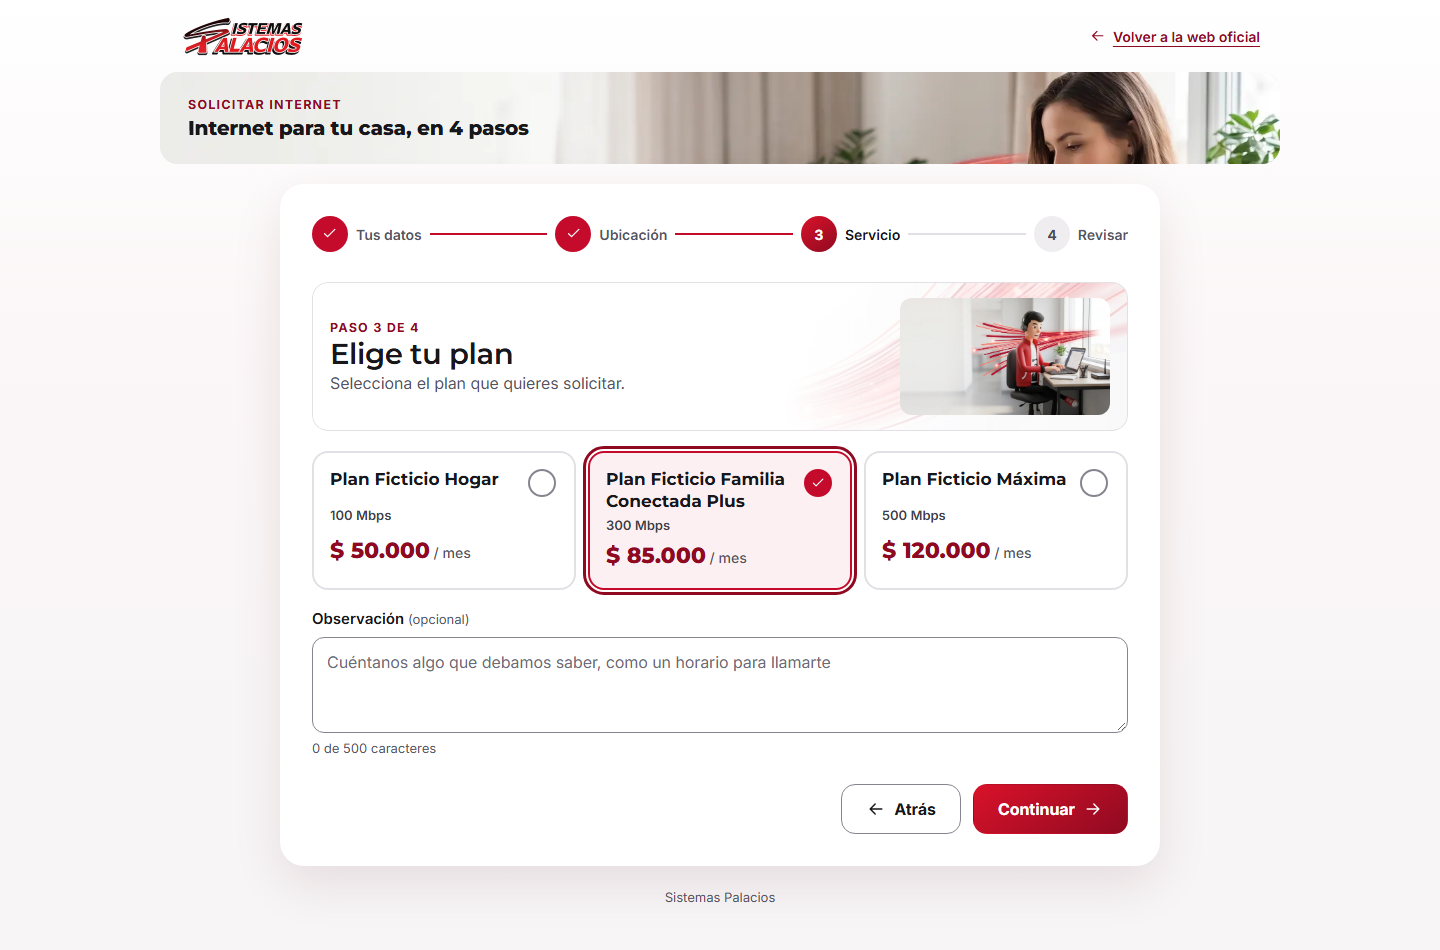 SISTEMAS
PALACIOS
← Volver a la web oficial
SOLICITAR INTERNET
Internet para tu casa, en 4 pasos
Tus datos
Ubicación
3 Servicio
4 Revisar
PASO 3 DE 4
Elige tu plan
Selecciona el plan que quieres solicitar.
Plan Ficticio Hogar
100 Mbps
$ 50.000 / mes
Plan Ficticio Familia
Conectada Plus
300 Mbps
$ 85.000 / mes
Plan Ficticio Máxima
500 Mbps
$ 120.000 / mes
Observación (opcional)
Cuéntanos algo que debamos saber, como un horario para llamarte
0 de 500 caracteres
← Atrás
Continuar →
Sistemas Palacios